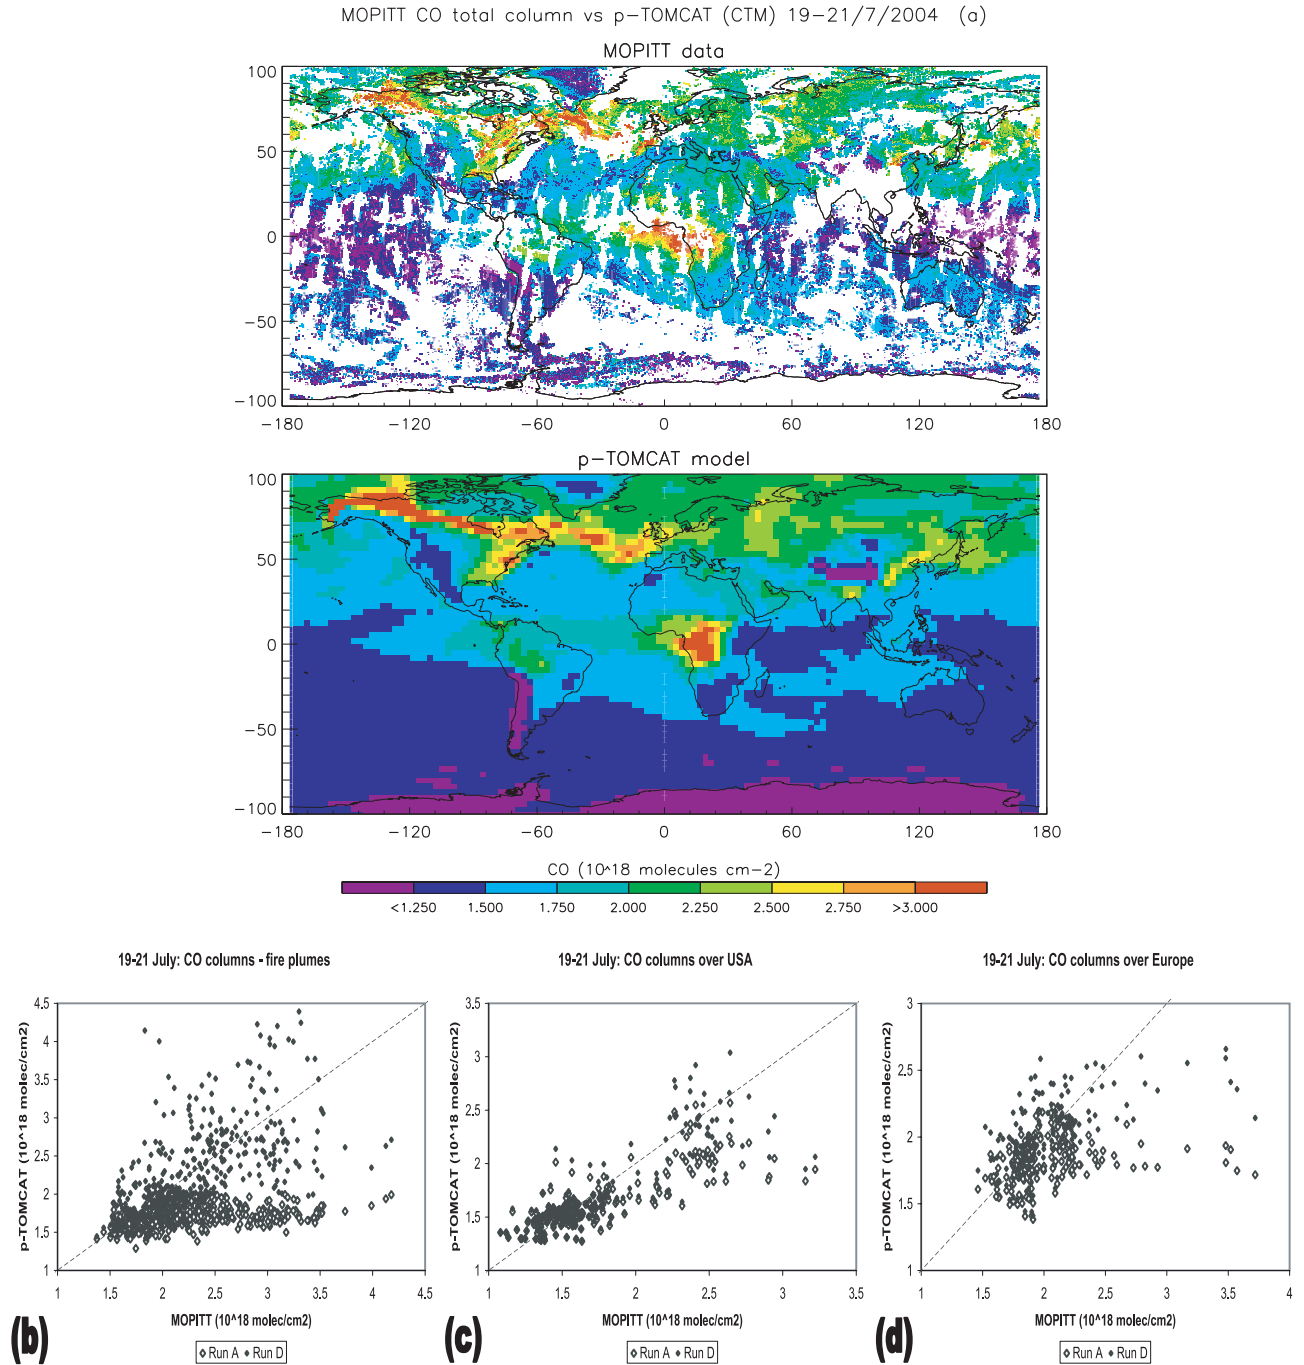 MOPITT CO total column vs p-TOMCAT (CTM) 19-21/7/2004 (a)
MOPITT data
100
50
0
-50
-100
-180 -120 -60 0 60 120 180
p-TOMCAT model
100
50
0
-50
-100
-180 -120 -60 0 60 120 180
CO (10^18 molecules cm-2)
<1.250 1.500 1.750 2.000 2.250 2.500 2.750 >3.000
19-21 July: CO columns - fire plumes
p-TOMCAT (10^18 molec/cm2)
4.5
4
3.5
3
2.5
2
1.5
1
1 1.5 2 2.5 3 3.5 4 4.5
MOPITT (10^18 molec/cm2)
(b)
Run A Run D
19-21 July: CO columns over USA
p-TOMCAT (10^18 molec/cm2)
3.5
3
2.5
2
1.5
1
1 1.5 2 2.5 3 3.5
MOPITT (10^18 molec/cm2)
(c)
Run A Run D
19-21 July: CO columns over Europe
p-TOMCAT (10^18 molec/cm2)
3
2.5
2
1.5
1
1 1.5 2 2.5 3 3.5 4
MOPITT (10^18 molec/cm2)
(d)
Run A Run D